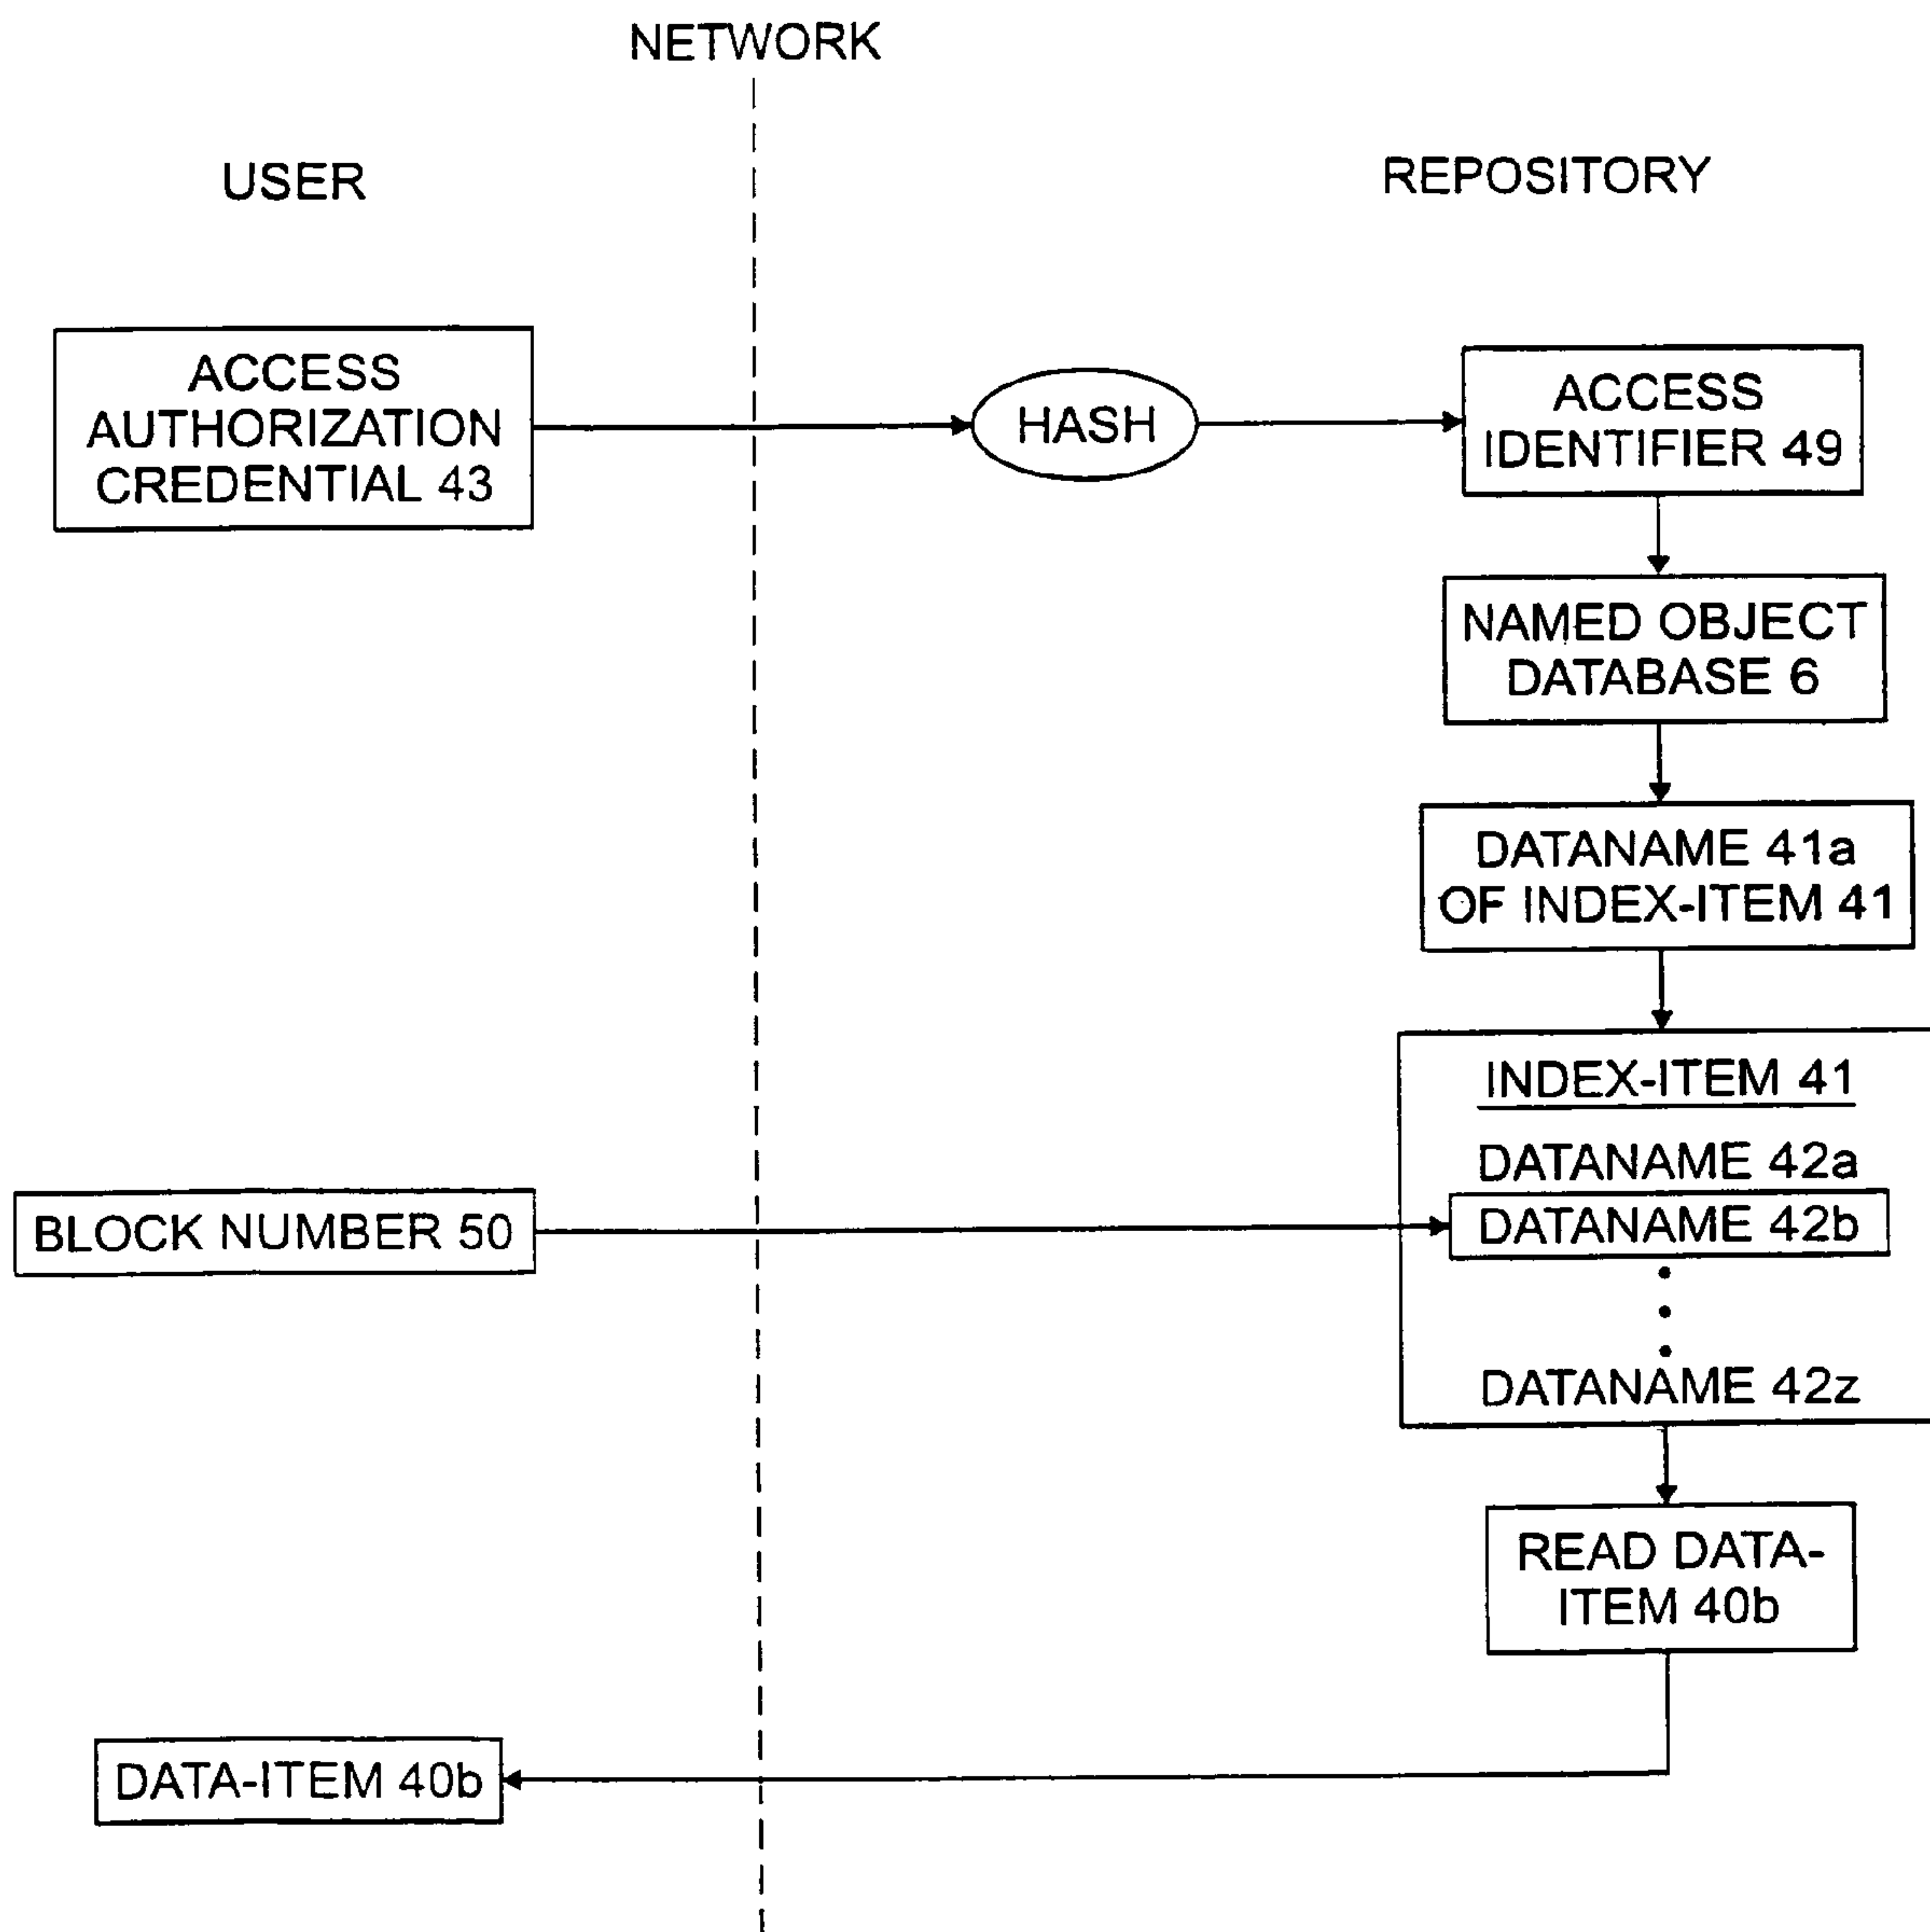 NETWORK
USER
REPOSITORY
ACCESS
AUTHORIZATION
CREDENTIAL 43
HASH
ACCESS
IDENTIFIER 49
NAMED OBJECT
DATABASE 6
DATANAME 41a
OF INDEX-ITEM 41
INDEX-ITEM 41
DATANAME 42a
BLOCK NUMBER 50
DATANAME 42b
DATANAME 42z
READ DATA-
ITEM 40b
DATA-ITEM 40b